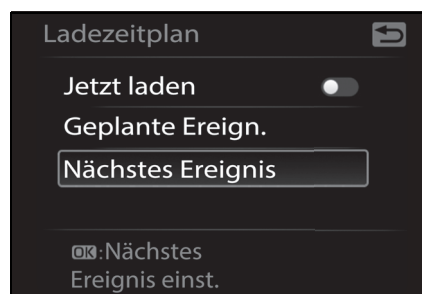 Ladezeitplan
Jetzt laden
Geplante Ereign.
Nächstes Ereignis
OK:Nächstes
Ereignis einst.